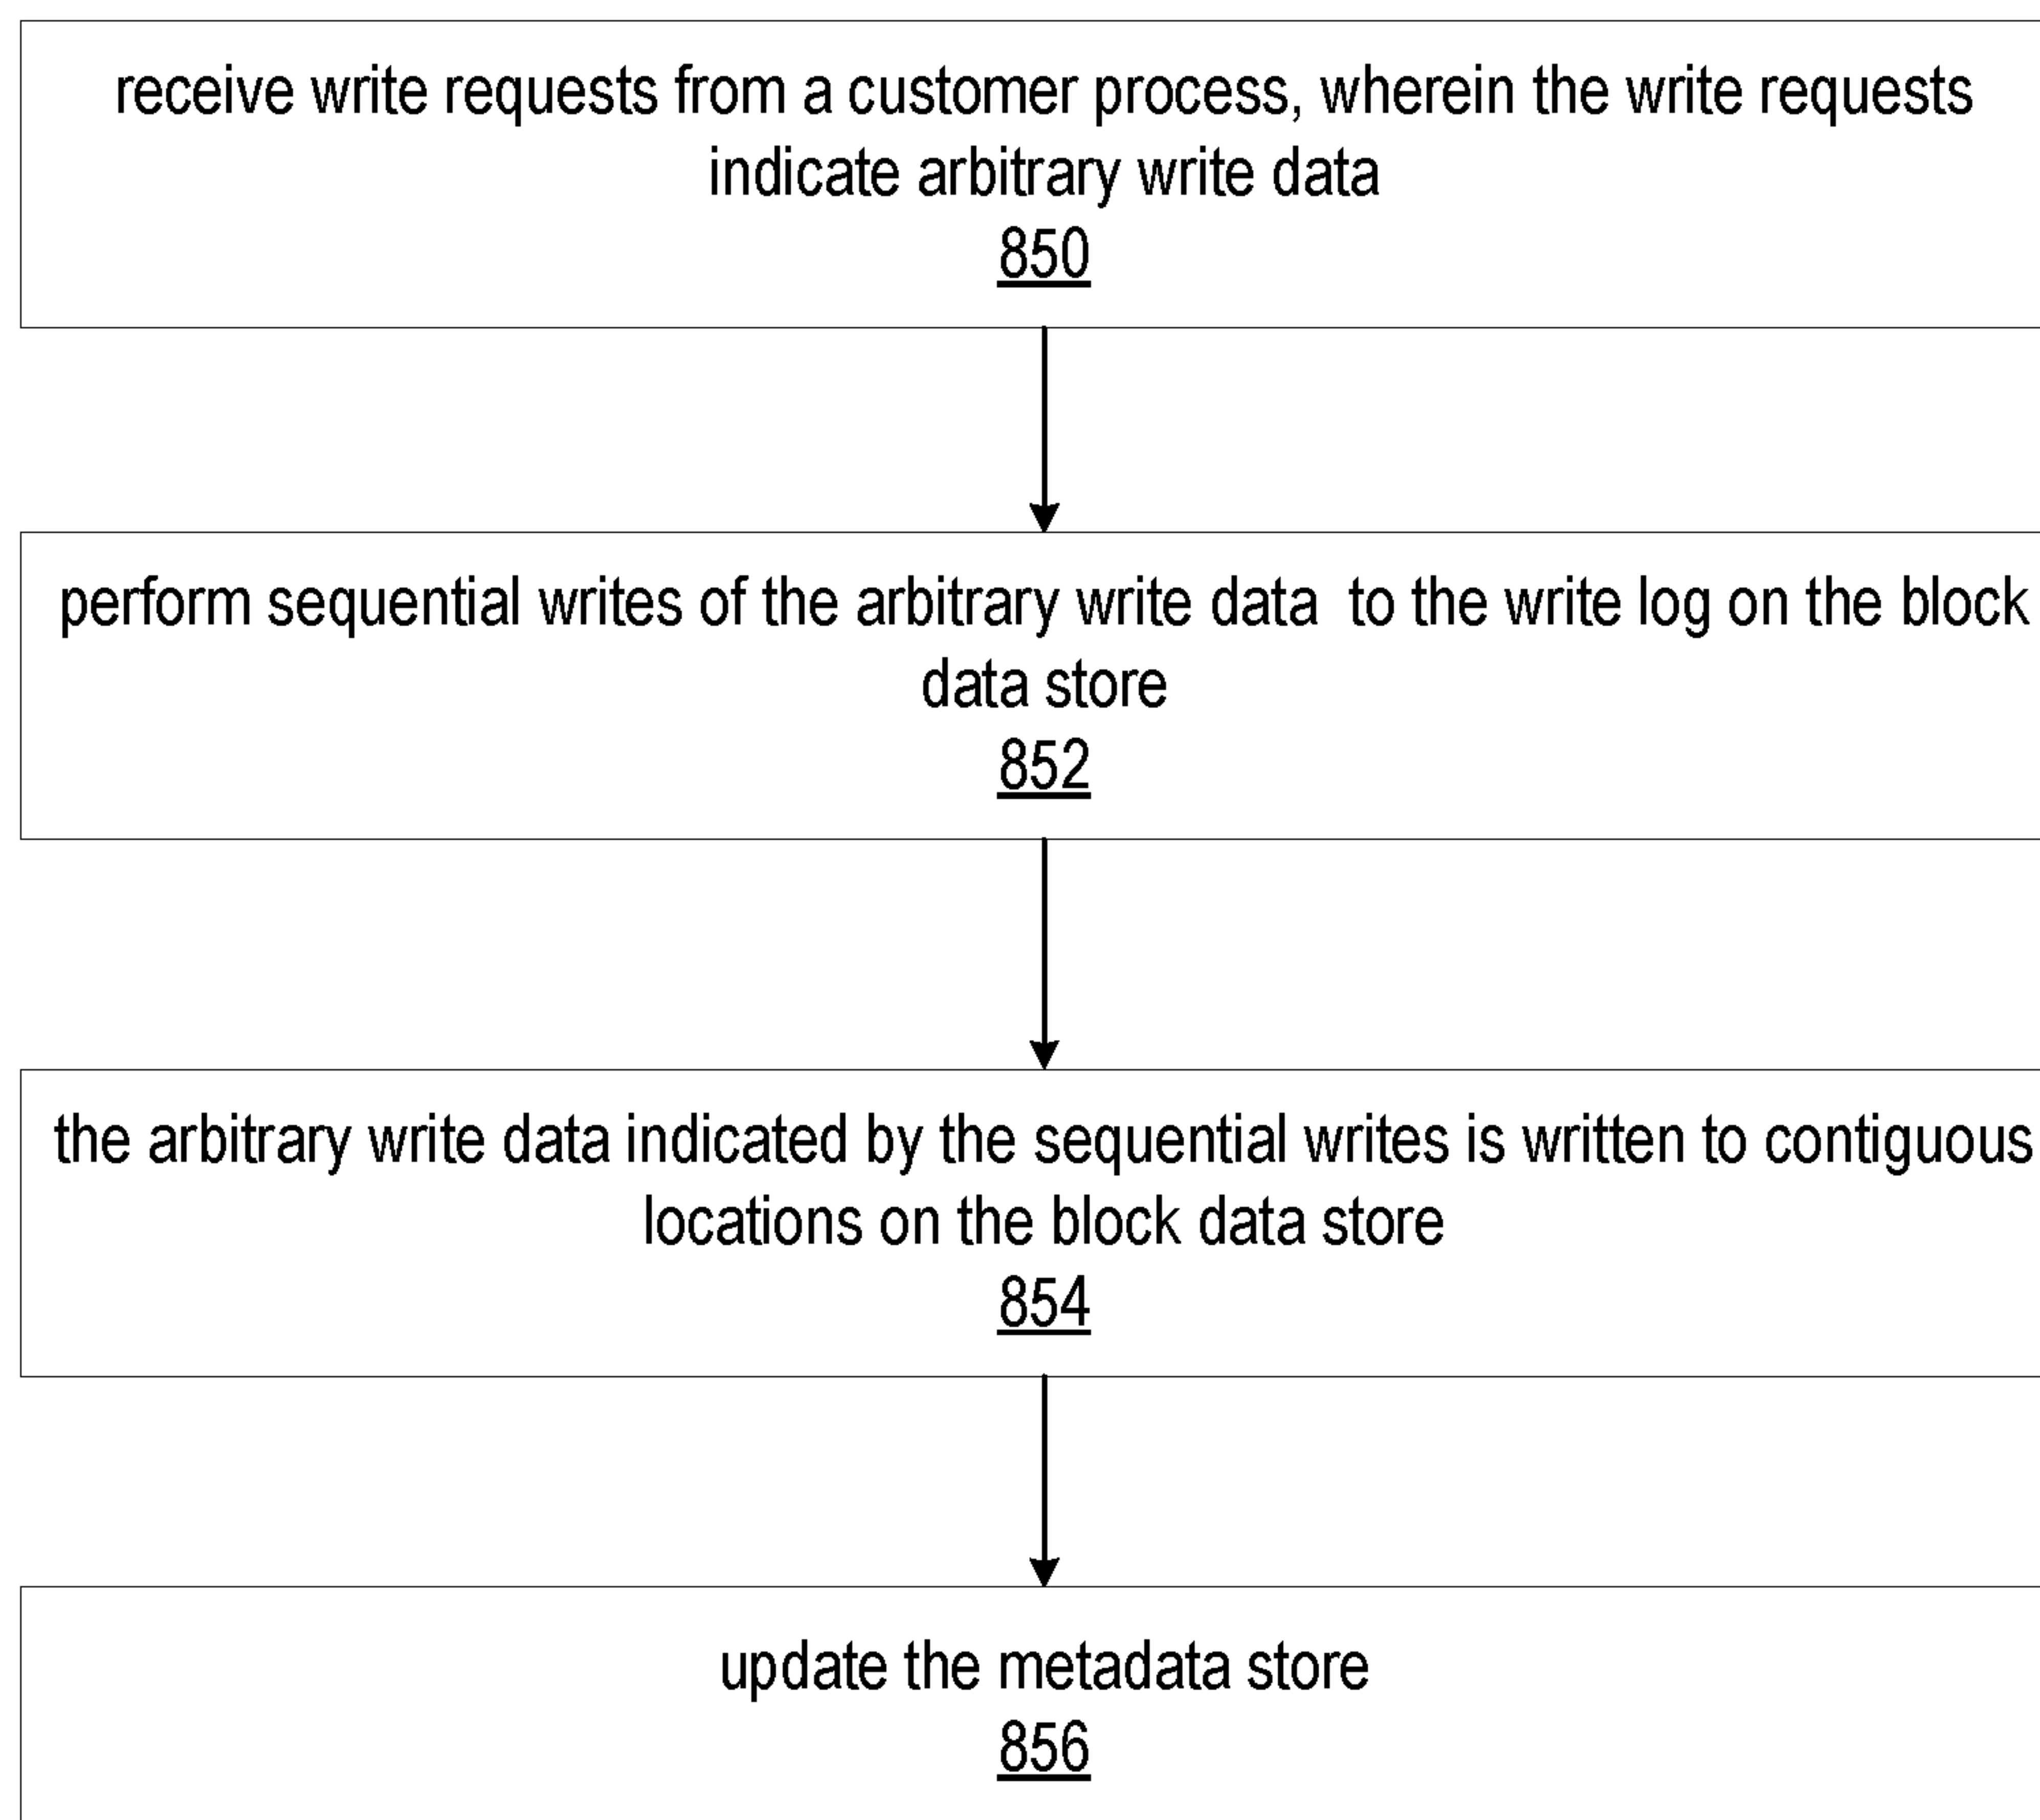 receive write requests from a customer process, wherein the write requests
indicate arbitrary write data
850
perform sequential writes of the arbitrary write data to the write log on the block
data store
852
the arbitrary write data indicated by the sequential writes is written to contiguous
locations on the block data store
854
update the metadata store
856